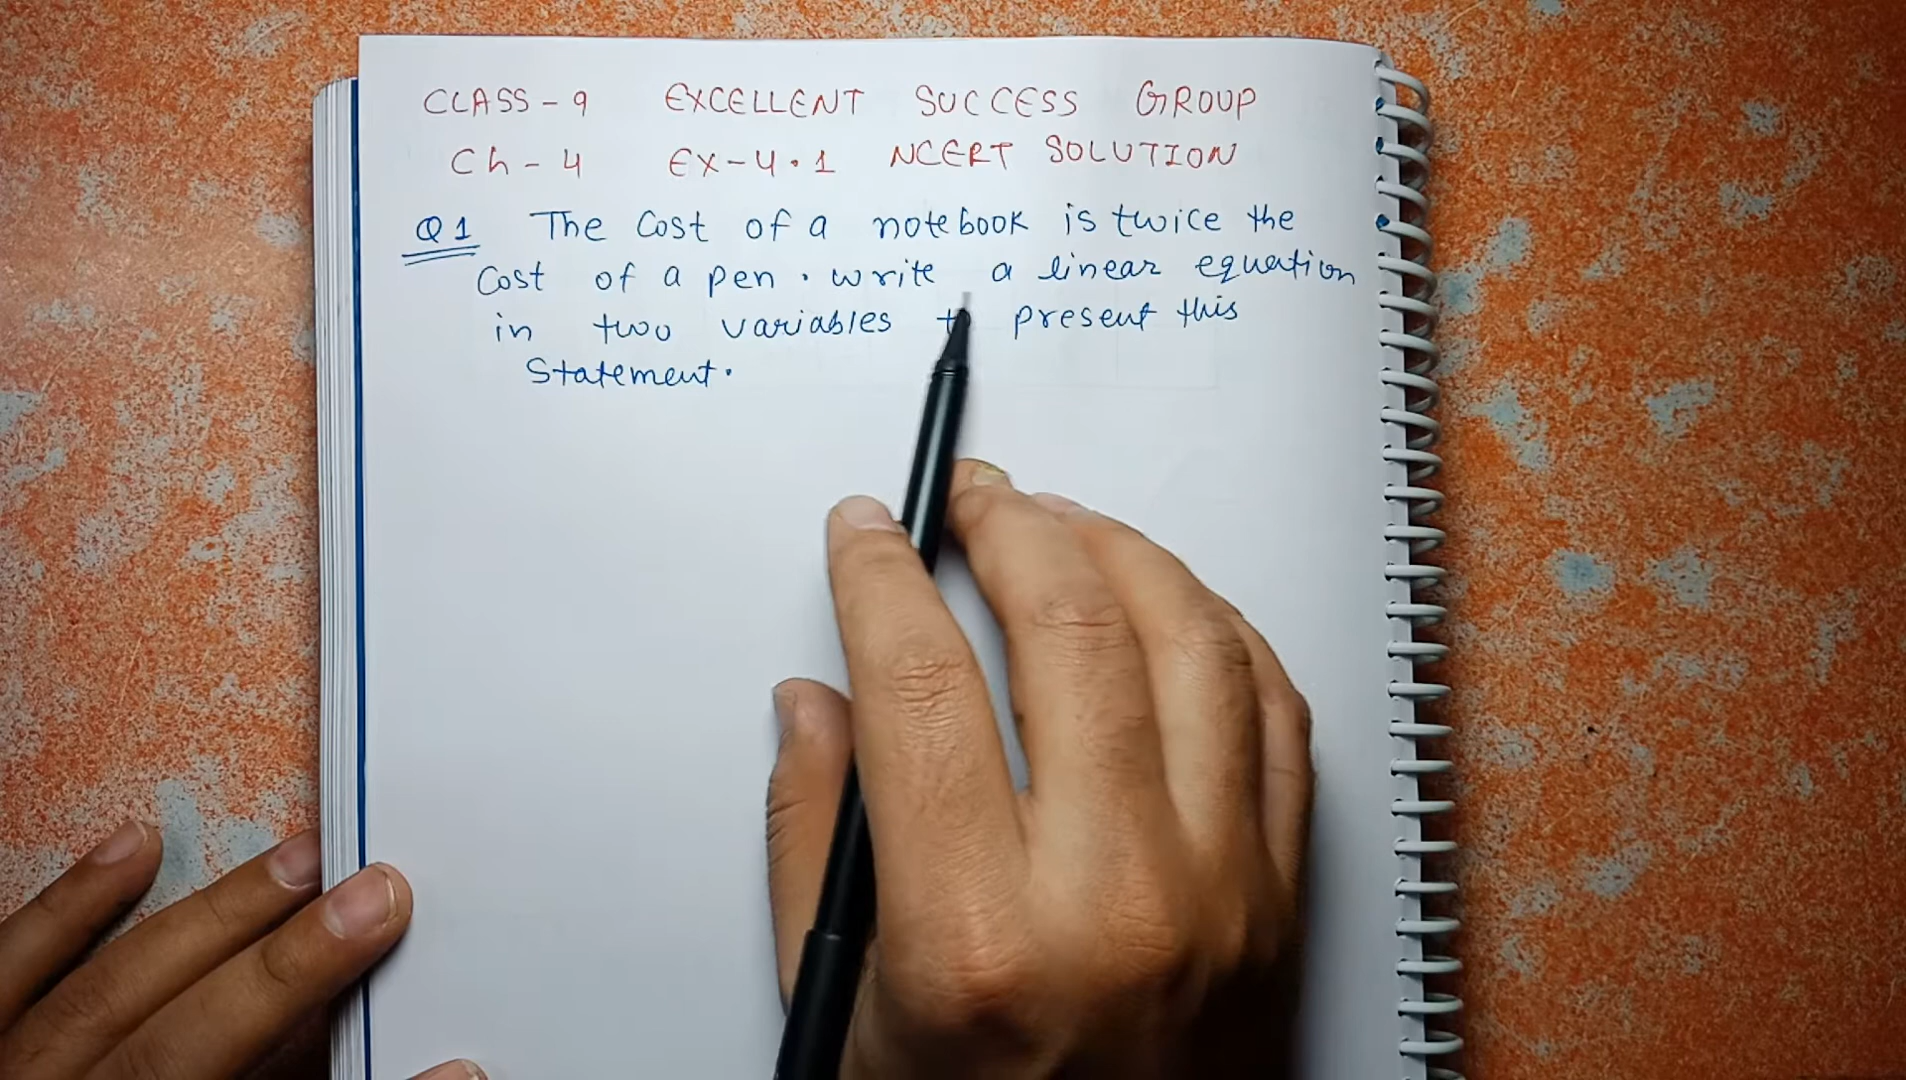 CLASS - 9 EXCELLENT SUCCESS GROUP
Ch - 4 EX - 4.1 NCERT SOLUTION
Q1 The Cost of a notebook is twice the
Cost of a pen. write a linear equation
in two variables to present this
Statement.